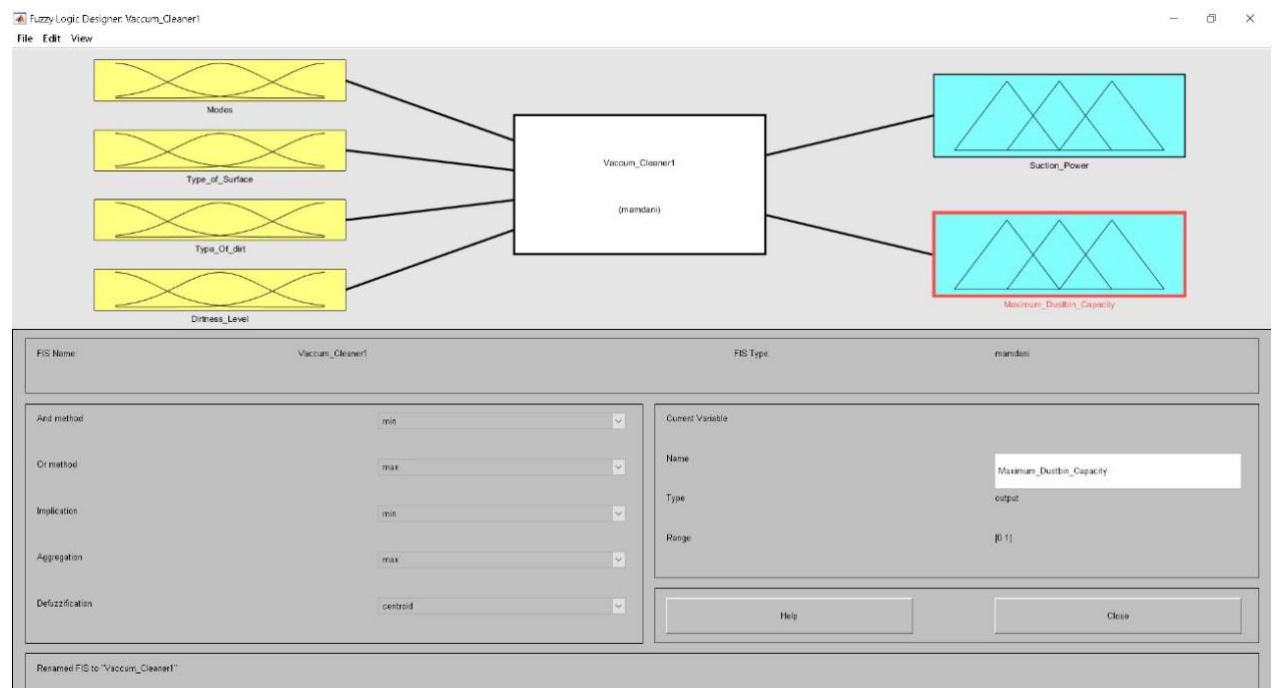 Fuzzy Logic Designer: Vaccum_Cleaner1
File Edit View
Modes
Type_of_Surface
Type_Of_dirt
Dirtness_Level
Vaccum_Cleaner1
(mamdani)
Suction_Power
Maximum_Dustbin_Capacity
FIS Name: Vaccum_Cleaner1 FIS Type: mamdani
And method min
Or method max
Implication min
Aggregation max
Defuzzification centroid
Current Variable
Name Maximum_Dustbin_Capacity
Type output
Range [0 1]
Help Close
Renamed FIS to "Vaccum_Cleaner1"